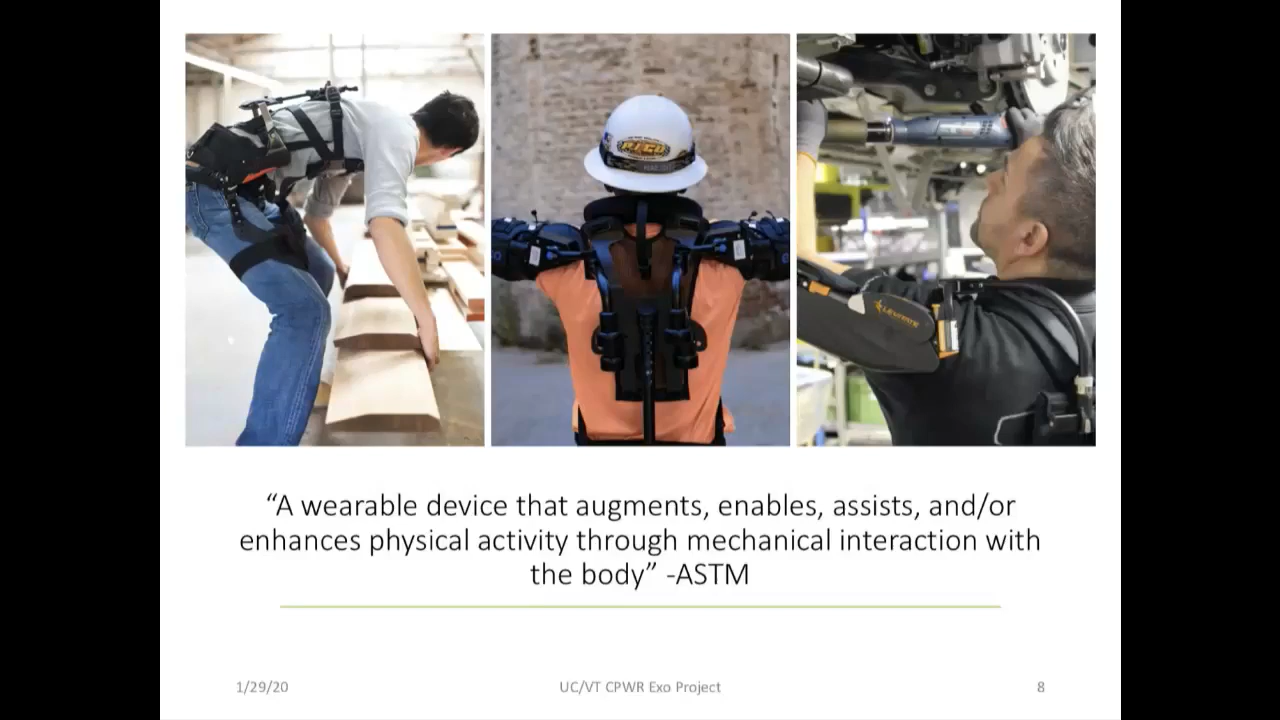 “A wearable device that augments, enables, assists, and/or
enhances physical activity through mechanical interaction with
the body” -ASTM
1/29/20
UC/VT CPWR Exo Project
8